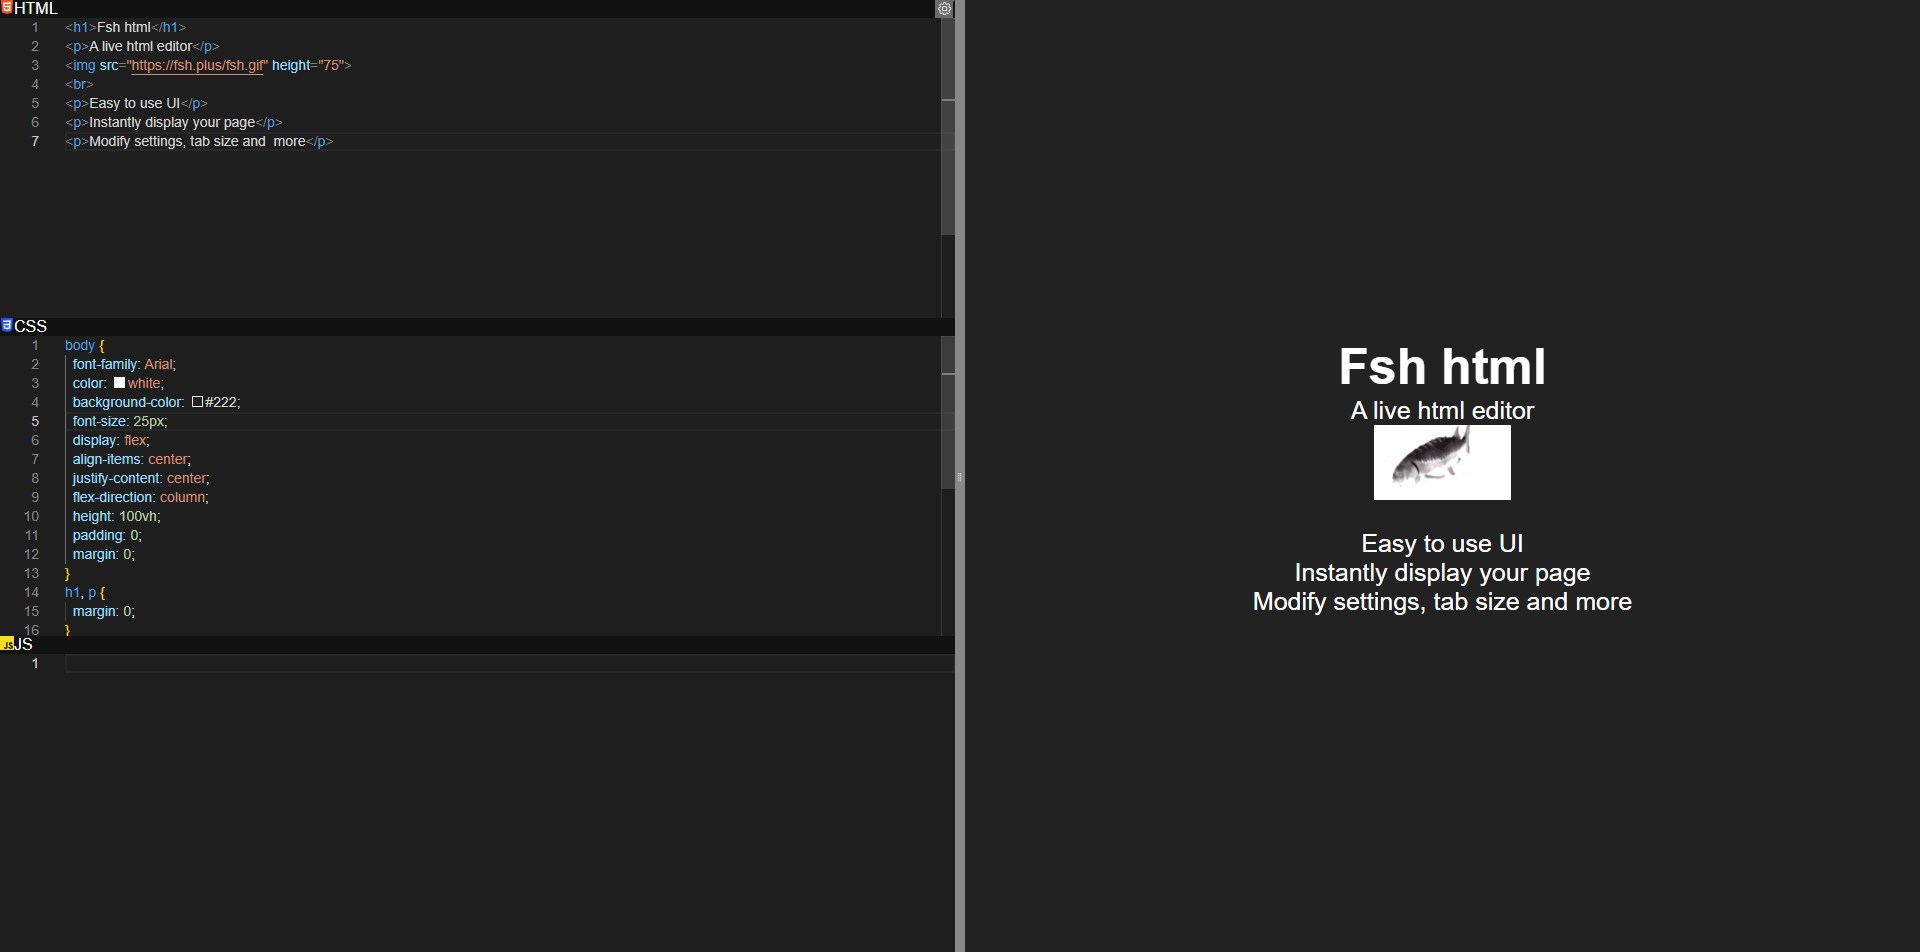 HTML
1 <h1>Fsh html</h1>
2 <p>A live html editor</p>
3 <img src="https://fsh.plus/fsh.gif" height="75">
4 <br>
5 <p>Easy to use UI</p>
6 <p>Instantly display your page</p>
7 <p>Modify settings, tab size and  more</p>
CSS
1 body {
2 font-family: Arial;
3 color: white;
4 background-color: #222;
5 font-size: 25px;
6 display: flex;
7 align-items: center;
8 justify-content: center;
9 flex-direction: column;
10 height: 100vh;
11 padding: 0;
12 margin: 0;
13 }
14 h1, p {
15 margin: 0;
16 }
JS JS
1
Fsh html
A live html editor
Easy to use UI
Instantly display your page
Modify settings, tab size and more